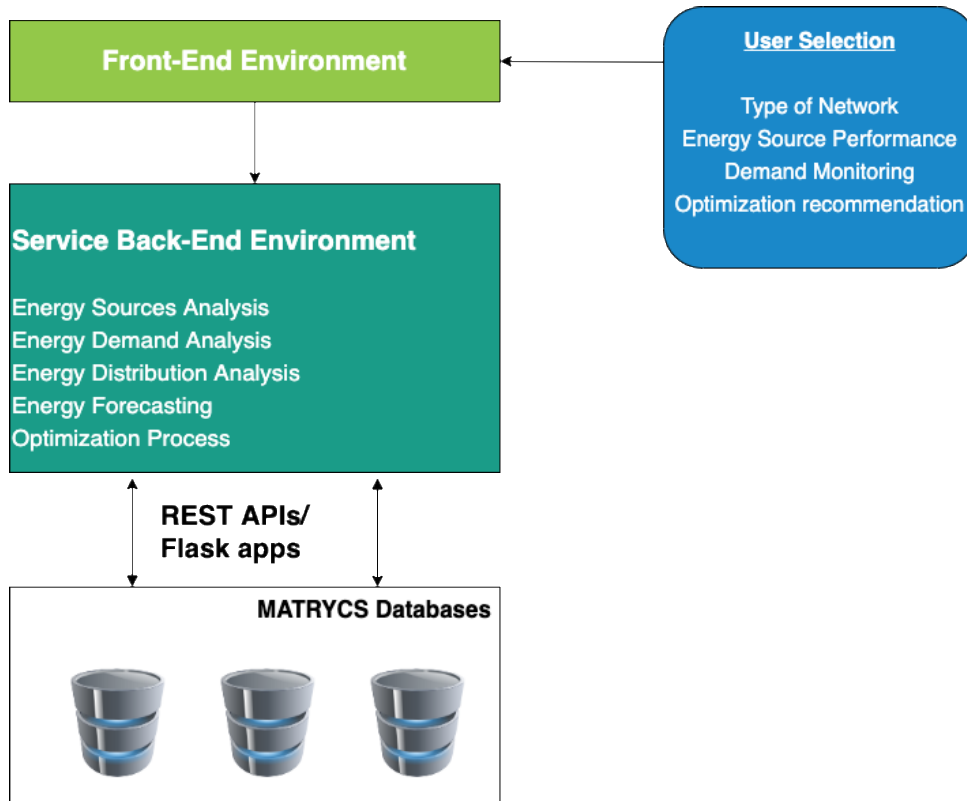 Front-End Environment
User Selection
Type of Network
Energy Source Performance
Demand Monitoring
Optimization recommendation
Service Back-End Environment
Energy Sources Analysis
Energy Demand Analysis
Energy Distribution Analysis
Energy Forecasting
Optimization Process
REST APIs/
Flask apps
MATRYCS Databases